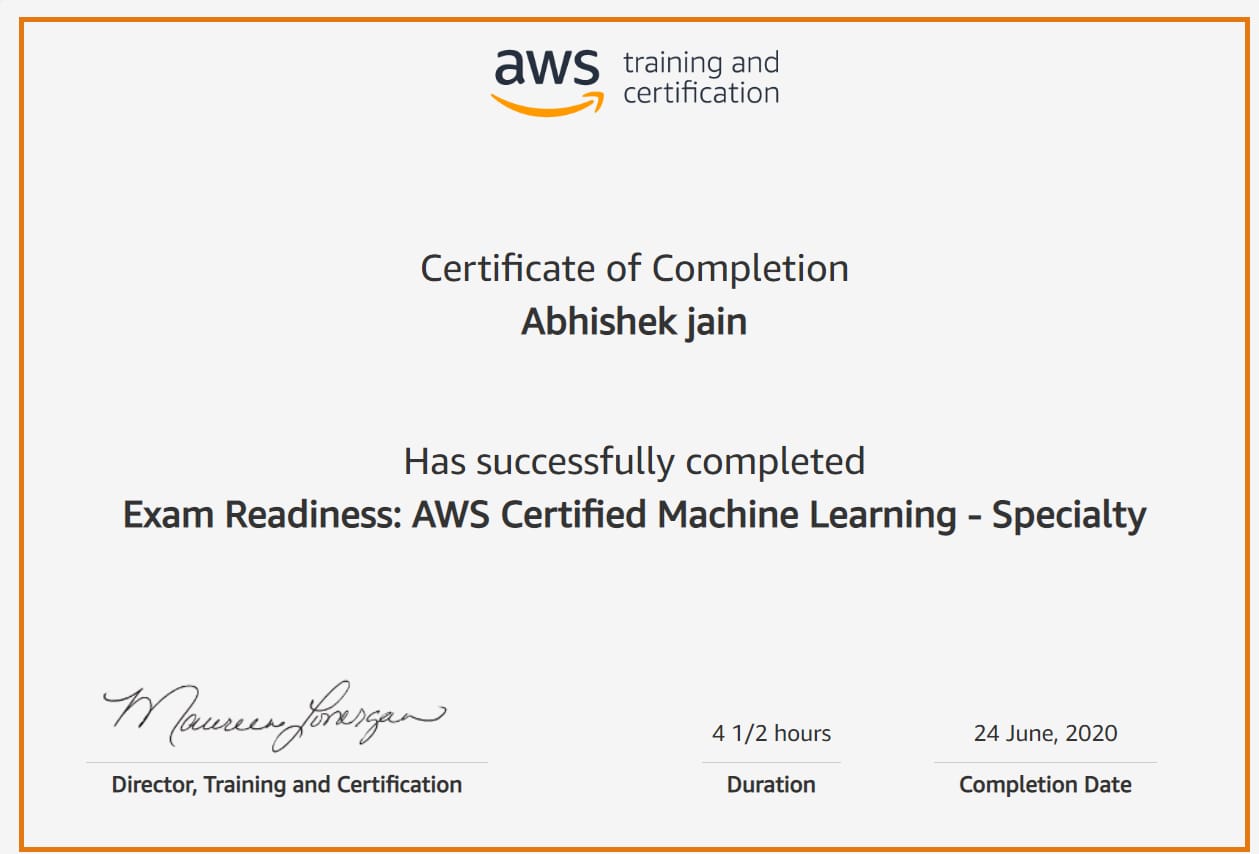 aws training and
certification
Certificate of Completion
Abhishek jain
Has successfully completed
Exam Readiness: AWS Certified Machine Learning - Specialty
Maureen Lonergan
Director, Training and Certification
4 1/2 hours
Duration
24 June, 2020
Completion Date